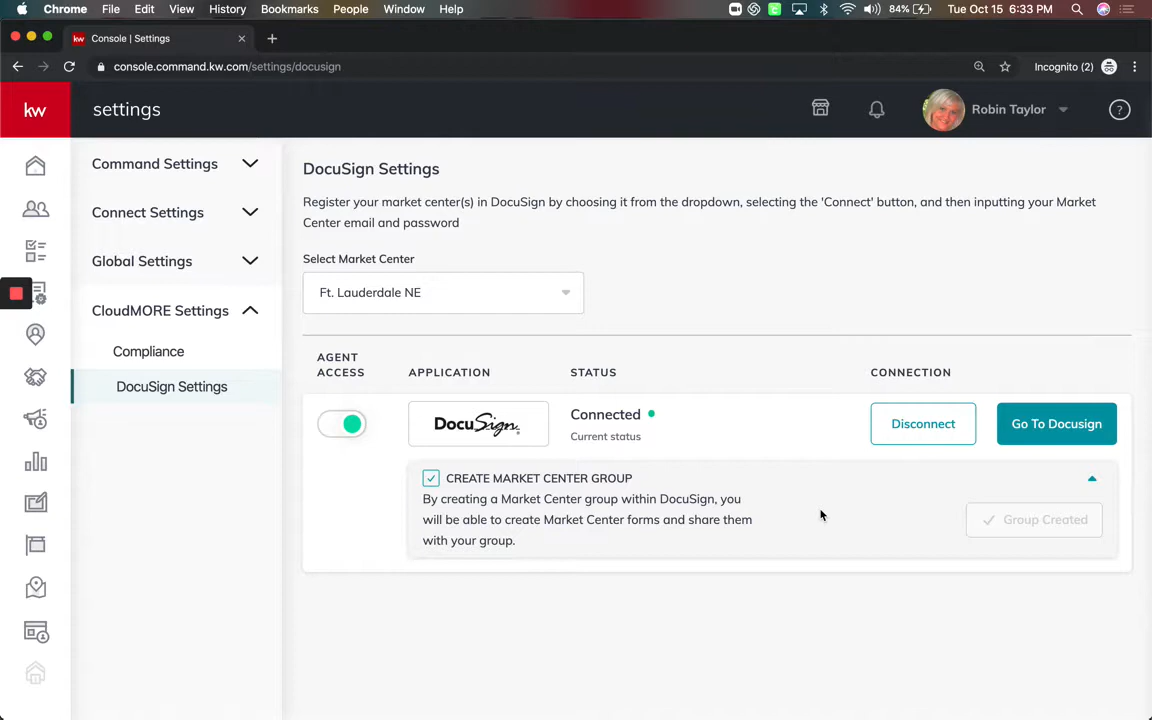 Chrome File Edit View History Bookmarks People Window Help 84% Tue Oct 15 6:33 PM
kw Console | Settings
console.command.kw.com/settings/docusign Incognito (2)
kw settings Robin Taylor ?
Command Settings
Connect Settings
Global Settings
CloudMORE Settings
Compliance
DocuSign Settings
DocuSign Settings
Register your market center(s) in DocuSign by choosing it from the dropdown, selecting the 'Connect' button, and then inputting your Market
Center email and password
Select Market Center
Ft. Lauderdale NE
AGENT
ACCESS APPLICATION STATUS CONNECTION
DocuSign. Connected Disconnect Go To Docusign
Current status
CREATE MARKET CENTER GROUP
By creating a Market Center group within DocuSign, you
will be able to create Market Center forms and share them
with your group.
Group Created